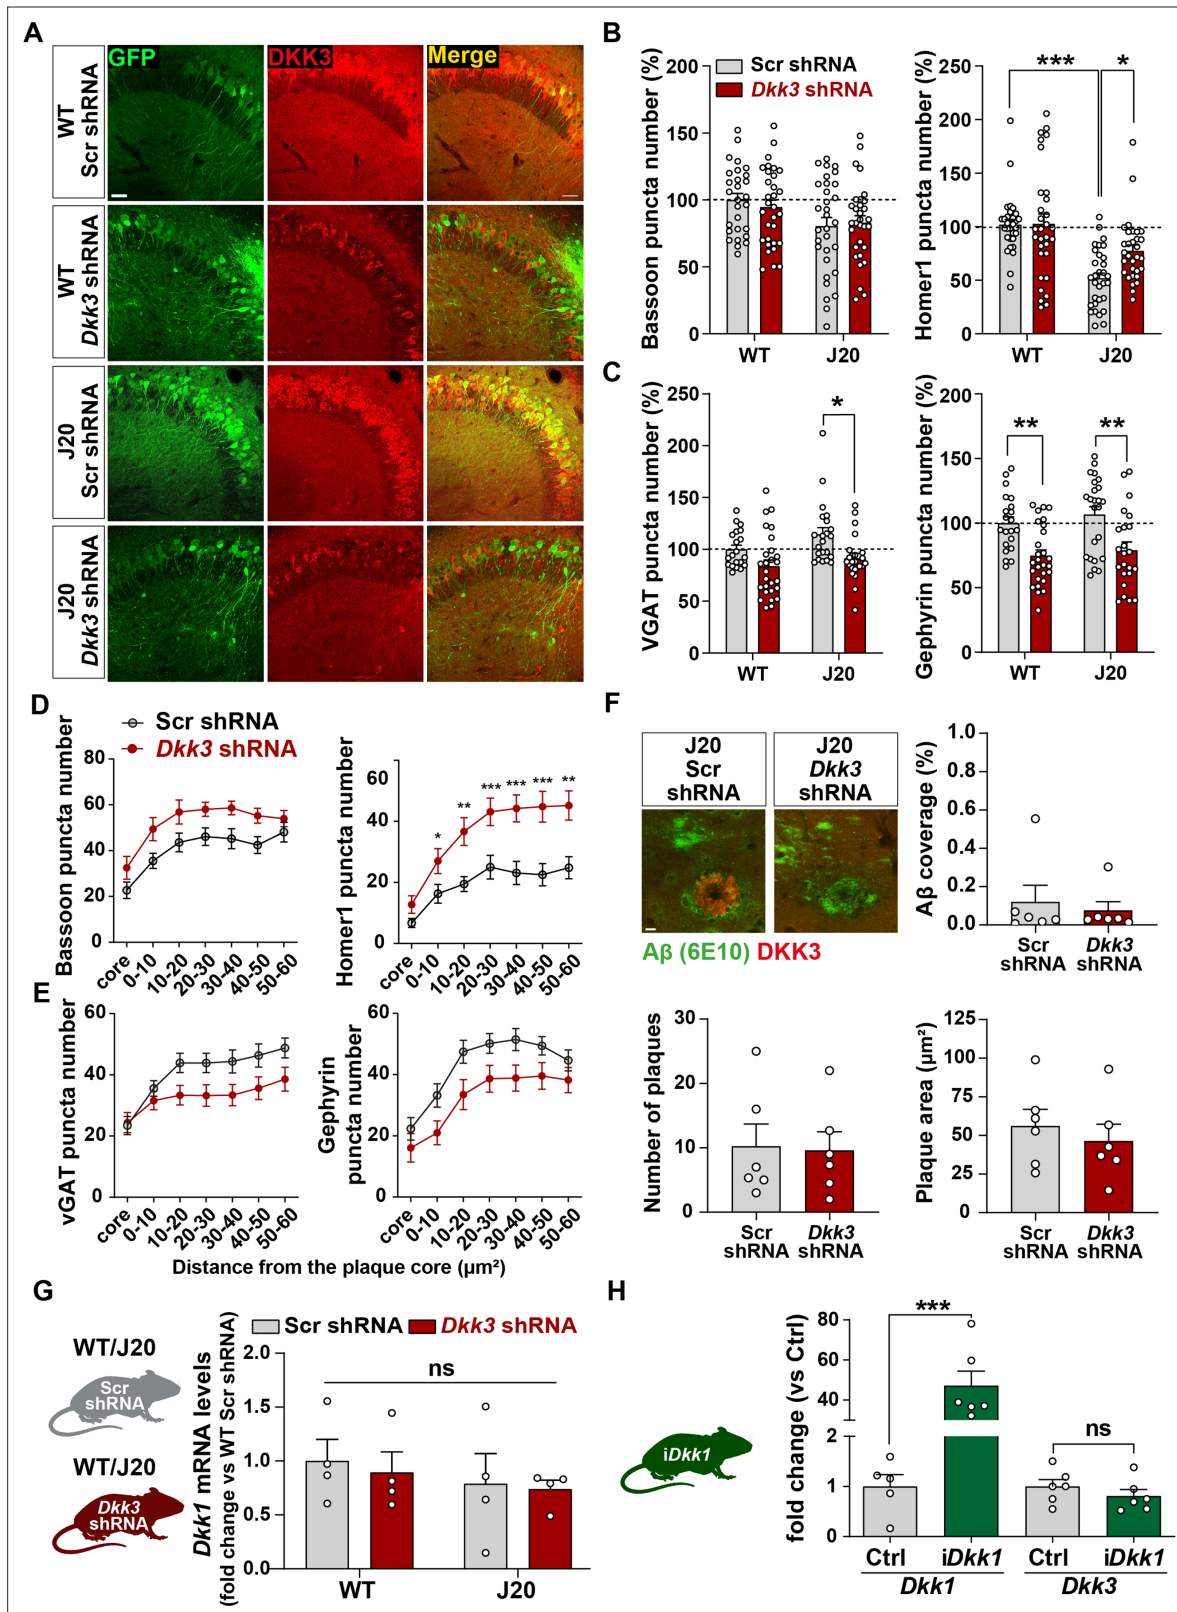 A
GFP
DKK3
Merge
WT
Scr shRNA
WT
Dkk3 shRNA
J20
Scr shRNA
J20
Dkk3 shRNA
B
Scr shRNA
Dkk3 shRNA
Bassoon puncta number (%)
200
150
100
50
0
WT
J20
Homer1 puncta number (%)
250
200
150
100
50
0
***
*
WT
J20
C
VGAT puncta number (%)
250
200
150
100
50
0
*
WT
J20
Gephyrin puncta number (%)
200
150
100
50
0
**
**
WT
J20
D
Scr shRNA
Dkk3 shRNA
Bassoon puncta number
80
60
40
20
0
core
0-10
10-20
20-30
30-40
40-50
50-60
Homer1 puncta number
60
40
20
0
*
**
***
***
***
**
core
0-10
10-20
20-30
30-40
40-50
50-60
E
vGAT puncta number
60
40
20
0
core
0-10
10-20
20-30
30-40
40-50
50-60
Gephyrin
puncta number
60
40
20
0
core
0-10
10-20
20-30
30-40
40-50
50-60
Distance from the plaque core (µm²)
F
J20
Scr
shRNA
J20
Dkk3
shRNA
Aβ (6E10) DKK3
Aβ coverage (%)
1.0
0.8
0.6
0.4
0.2
0.0
Scr
shRNA
Dkk3
shRNA
Number of plaques
30
20
10
0
Scr
shRNA
Dkk3
shRNA
Plaque area (µm²)
125
100
75
50
25
0
Scr
shRNA
Dkk3
shRNA
G
WT/J20
Scr
shRNA
WT/J20
Dkk3
shRNA
Scr shRNA
Dkk3 shRNA
Dkk1 mRNA levels
(fold change vs WT Scr shRNA)
2.0
1.5
1.0
0.5
0.0
ns
WT
J20
H
iDkk1
fold change (vs Ctrl)
80
60
40
20
2
1
0
***
ns
Ctrl
iDkk1
Ctrl
iDkk1
Dkk1
Dkk3